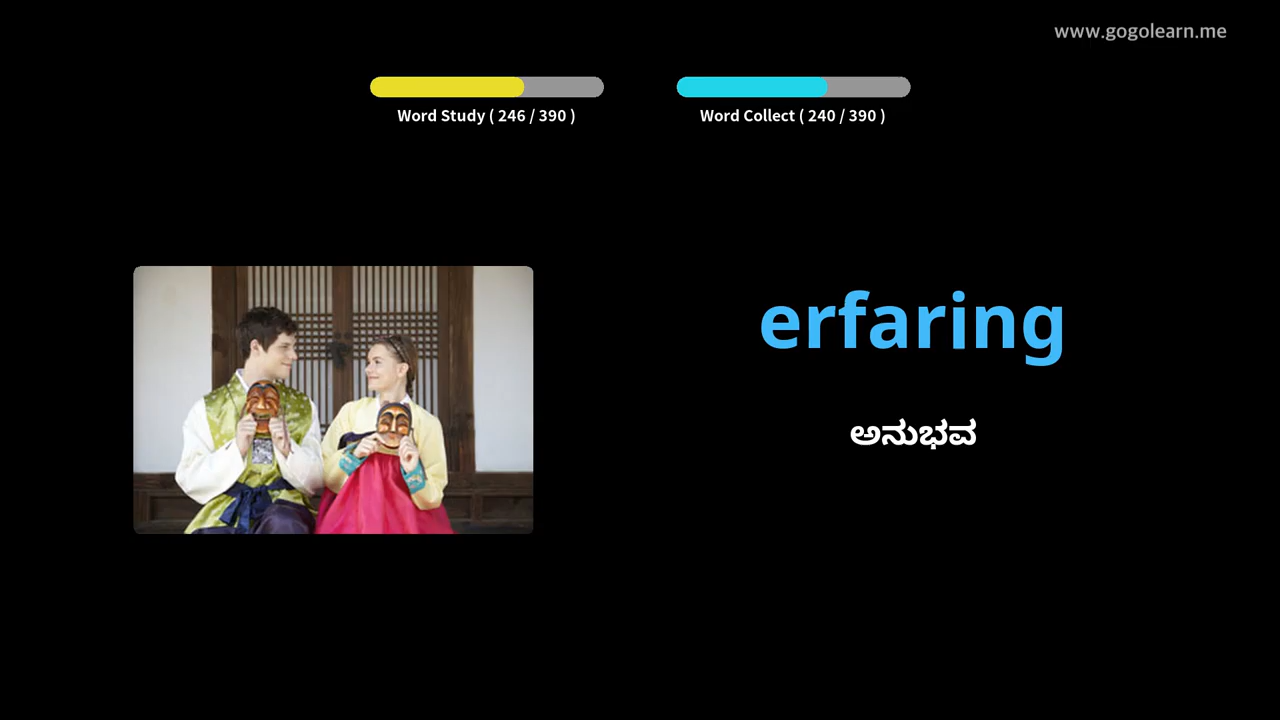 www.gogolearn.me
Word Study ( 246 / 390 )
Word Collect ( 240 / 390 )
erfaring
ಅನುಭವ